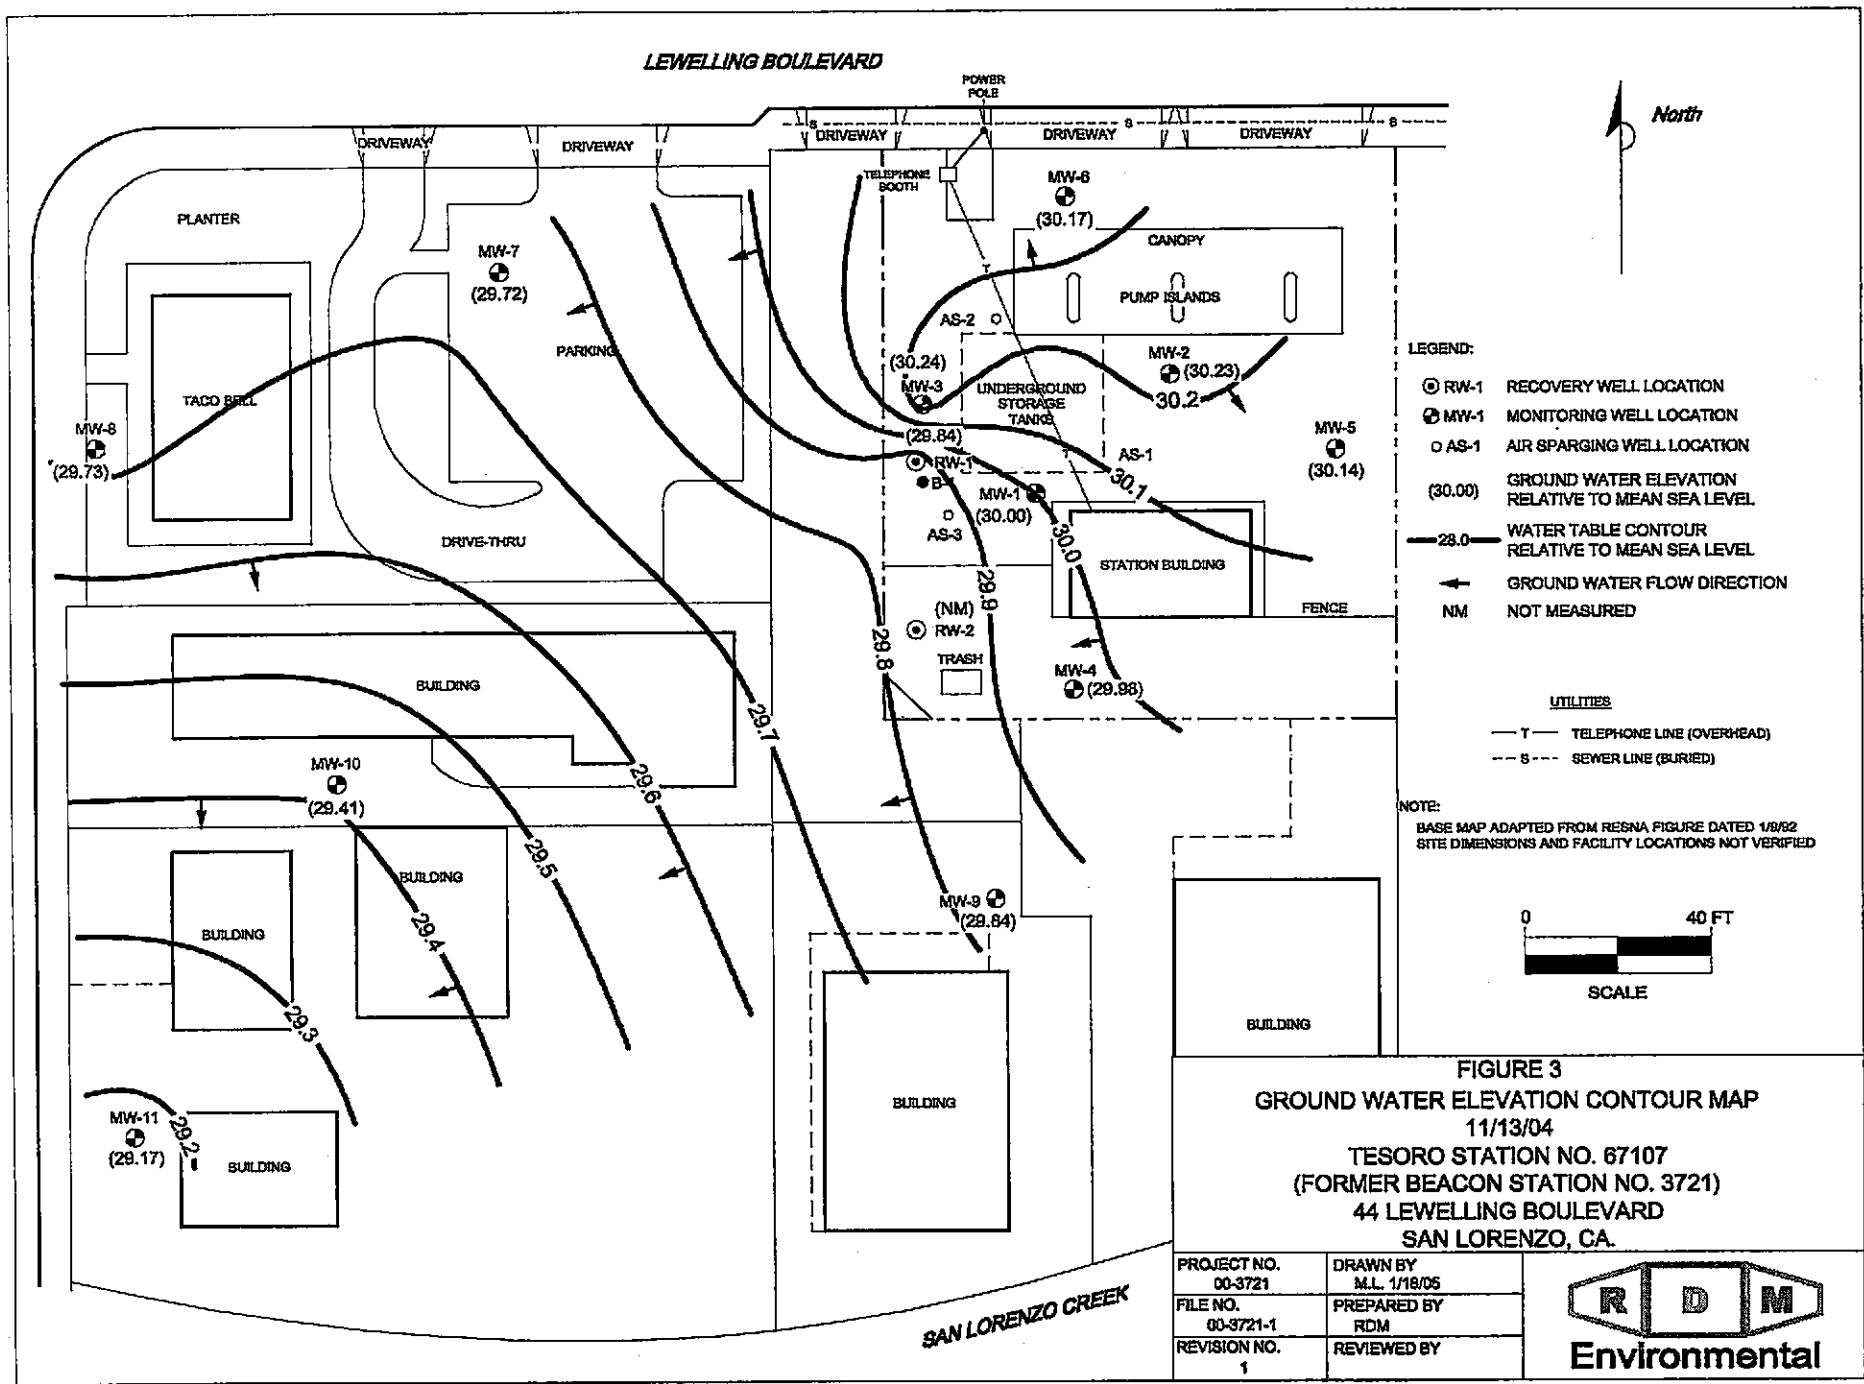 LEWELLING BOULEVARD
POWER
POLE
North
S
S
S
DRIVEWAY
DRIVEWAY
DRIVEWAY
DRIVEWAY
DRIVEWAY
TELEPHONE
BOOTH
MW-6
(30.17)
PLANTER
CANOPY
MW-7
(29.72)
T
PUMP ISLANDS
AS-2
PARKING
(30.24)
MW-3
MW-2
(30.23)
30.2
UNDERGROUND
STORAGE
TANKS
TACO BELL
MW-8
(29.73)
(29.84)
RW-1
B-1
T
AS-1
30.1
MW-5
(30.14)
MW-1
(30.00)
AS-3
30.0
DRIVE-THRU
STATION BUILDING
29.9
(NM)
RW-2
FENCE
29.8
TRASH
MW-4
(29.98)
BUILDING
29.7
MW-10
(29.41)
29.6
29.5
BUILDING
29.4
BUILDING
MW-9
(29.84)
29.3
BUILDING
BUILDING
MW-11
(29.17)
29.2
BUILDING
SAN LORENZO CREEK
LEGEND:
RW-1 RECOVERY WELL LOCATION
MW-1 MONITORING WELL LOCATION
AS-1 AIR SPARGING WELL LOCATION
(30.00) GROUND WATER ELEVATION
RELATIVE TO MEAN SEA LEVEL
28.0 WATER TABLE CONTOUR
RELATIVE TO MEAN SEA LEVEL
GROUND WATER FLOW DIRECTION
NM NOT MEASURED
UTILITIES
T TELEPHONE LINE (OVERHEAD)
S SEWER LINE (BURIED)
NOTE:
BASE MAP ADAPTED FROM RESNA FIGURE DATED 1/9/92
SITE DIMENSIONS AND FACILITY LOCATIONS NOT VERIFIED
0 40 FT
SCALE
FIGURE 3
GROUND WATER ELEVATION CONTOUR MAP
11/13/04
TESORO STATION NO. 67107
(FORMER BEACON STATION NO. 3721)
44 LEWELLING BOULEVARD
SAN LORENZO, CA.
PROJECT NO.
00-3721
DRAWN BY
M.L. 1/18/05
FILE NO.
00-3721-1
PREPARED BY
RDM
REVISION NO.
1
REVIEWED BY
R D M
Environmental